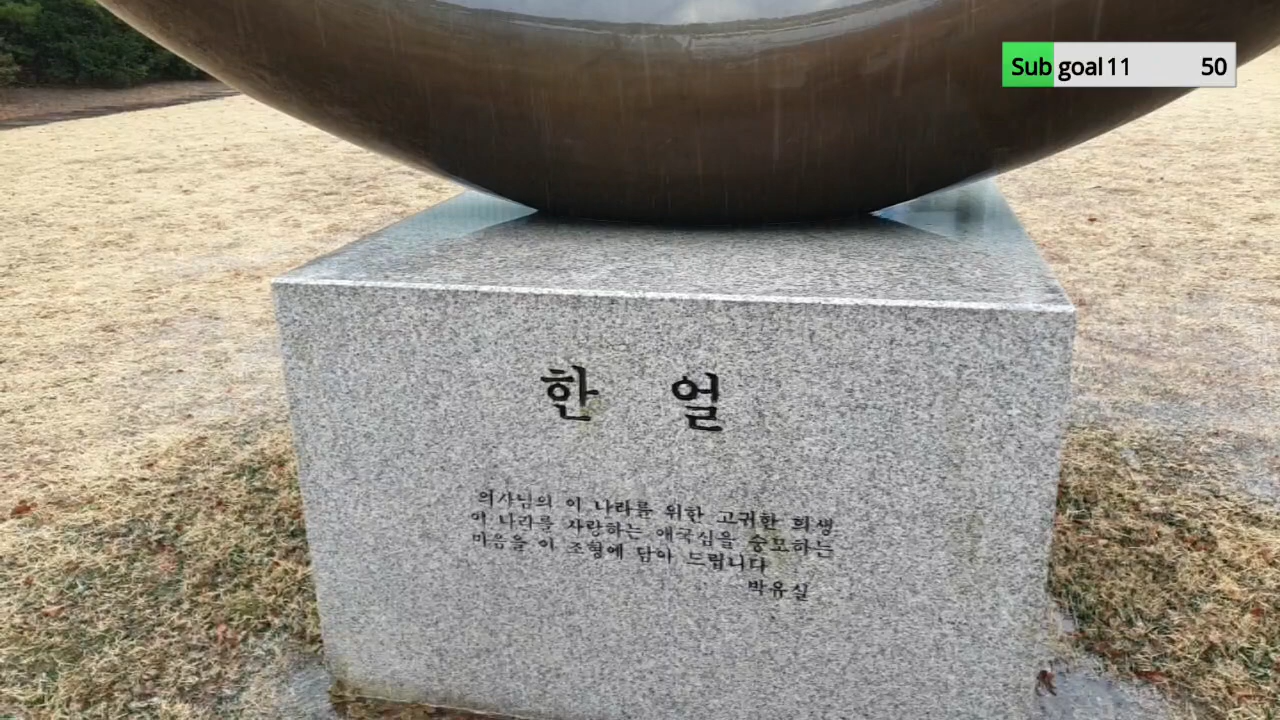 Sub goal 11 50
한 얼
의사님의 이 나라를 위한 고귀한 희생
이 나라를 사랑하는 애국심을 숭모하는
마음을 이 조형에 담아 드립니다
박유실